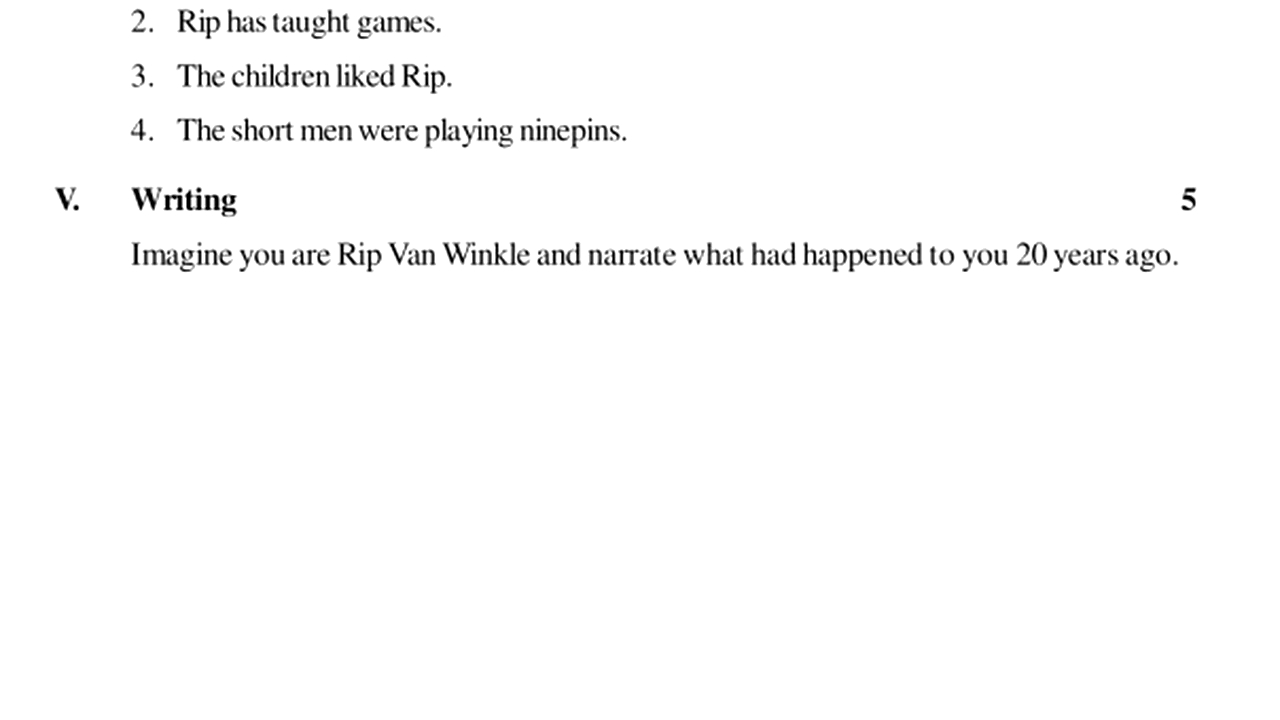 2. Rip has taught games.
3. The children liked Rip.
4. The short men were playing ninepins.
V. Writing 5
Imagine you are Rip Van Winkle and narrate what had happened to you 20 years ago.